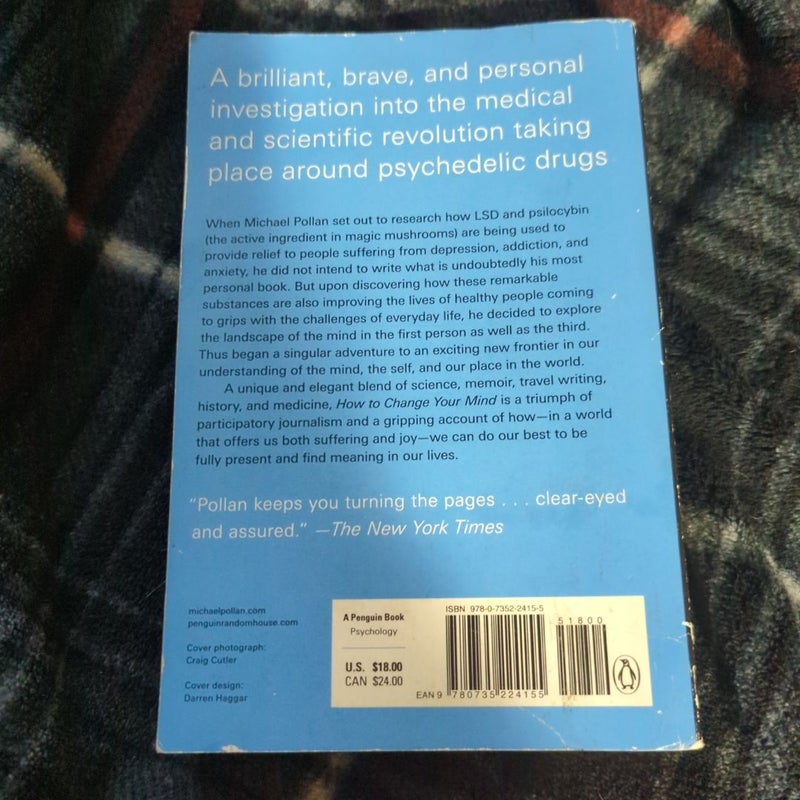 A brilliant, brave, and personal
investigation into the medical
and scientific revolution taking
place around psychedelic drugs
When Michael Pollan set out to research how LSD and psilocybin
(the active ingredient in magic mushrooms) are being used to
provide relief to people suffering from depression, addiction, and
anxiety, he did not intend to write what is undoubtedly his most
personal book. But upon discovering how these remarkable
substances are also improving the lives of healthy people coming
to grips with the challenges of everyday life, he decided to explore
the landscape of the mind in the first person as well as the third.
Thus began a singular adventure to an exciting new frontier in our
understanding of the mind, the self, and our place in the world.
A unique and elegant blend of science, memoir, travel writing,
history, and medicine, How to Change Your Mind is a triumph of
participatory journalism and a gripping account of how—in a world
that offers us both suffering and joy—we can do our best to be
fully present and find meaning in our lives.
“Pollan keeps you turning the pages . . . clear-eyed
and assured.” —The New York Times
michaelpollan.com
penguinrandomhouse.com
Cover photograph:
Craig Cutler
Cover design:
Darren Haggar
A Penguin Book
Psychology
U.S. $18.00
CAN $24.00
ISBN 978-0-7352-2415-5
51800
EAN 9 780735 224155